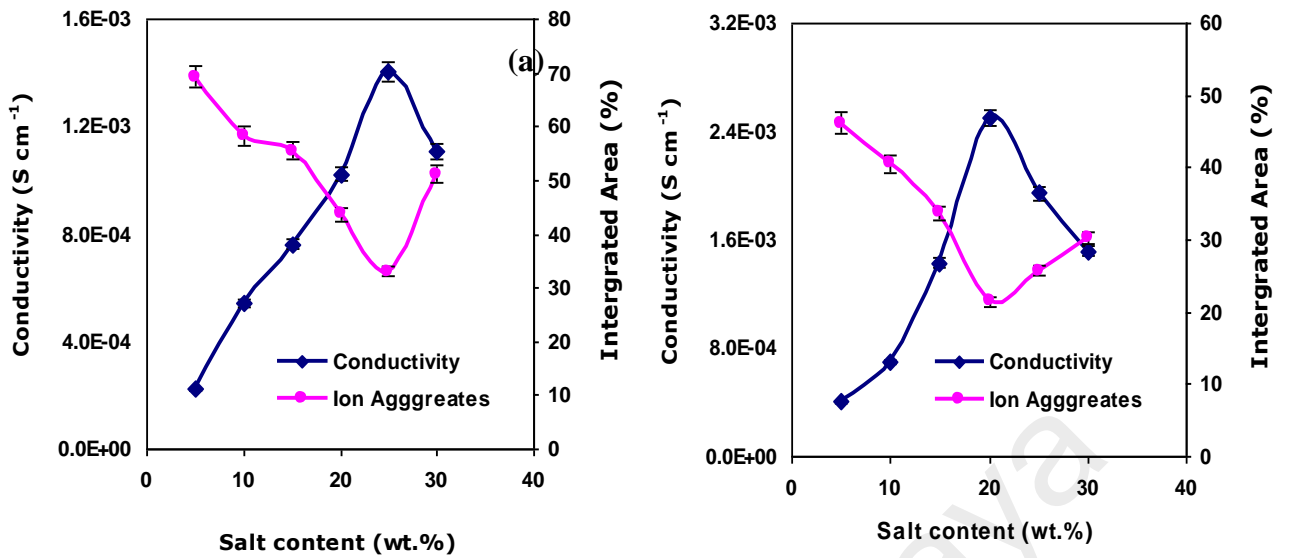 1.6E-03
1.2E-03
8.0E-04
4.0E-04
0.0E+00
Conductivity (S cm⁻¹)
80
70
60
50
40
30
20
10
0
Intergrated Area (%)
(a)
Conductivity
Ion Agggreates
0 10 20 30 40
Salt content (wt.%)
3.2E-03
2.4E-03
1.6E-03
8.0E-04
0.0E+00
Conductivity (S cm⁻¹)
60
50
40
30
20
10
0
Intergrated Area (%)
Conductivity
Ion Agggreates
0 10 20 30 40
Salt content (wt.%)
aya